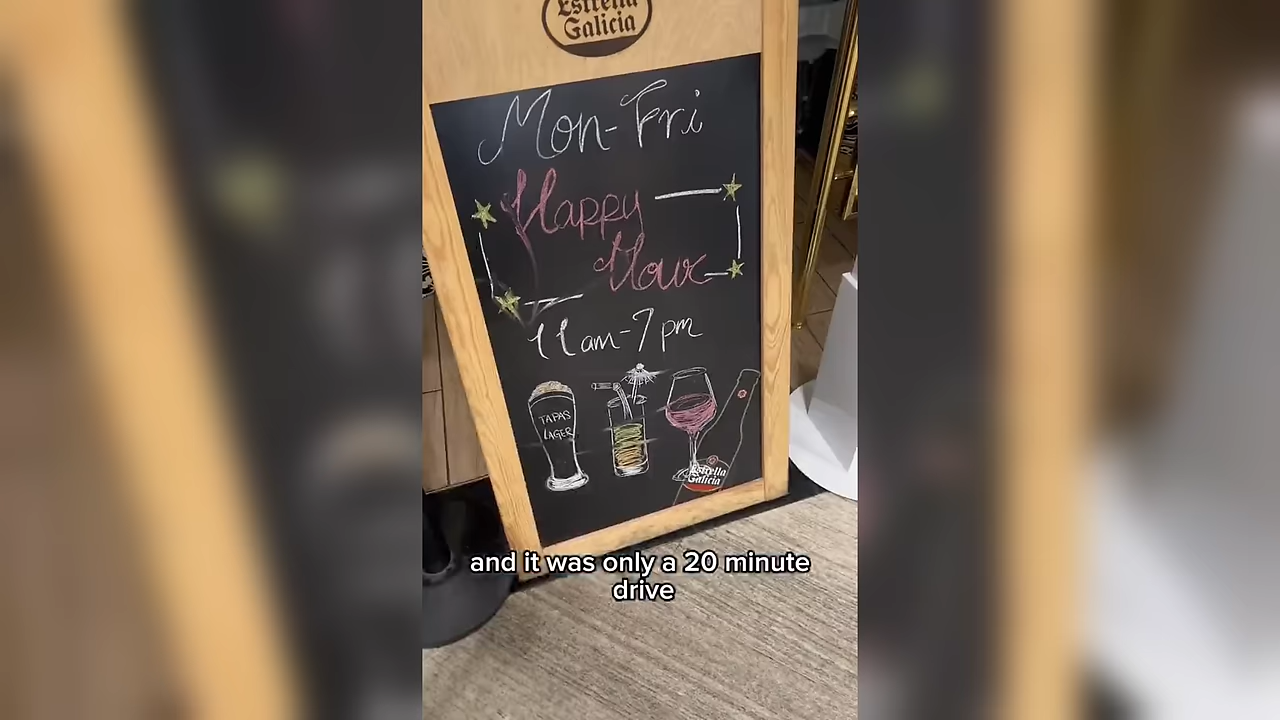 Estrella
Galicia
Mon-Fri
Happy
Hour
11am-7pm
TAPAS
LAGER
Estrella
Galicia
and it was only a 20 minute
drive